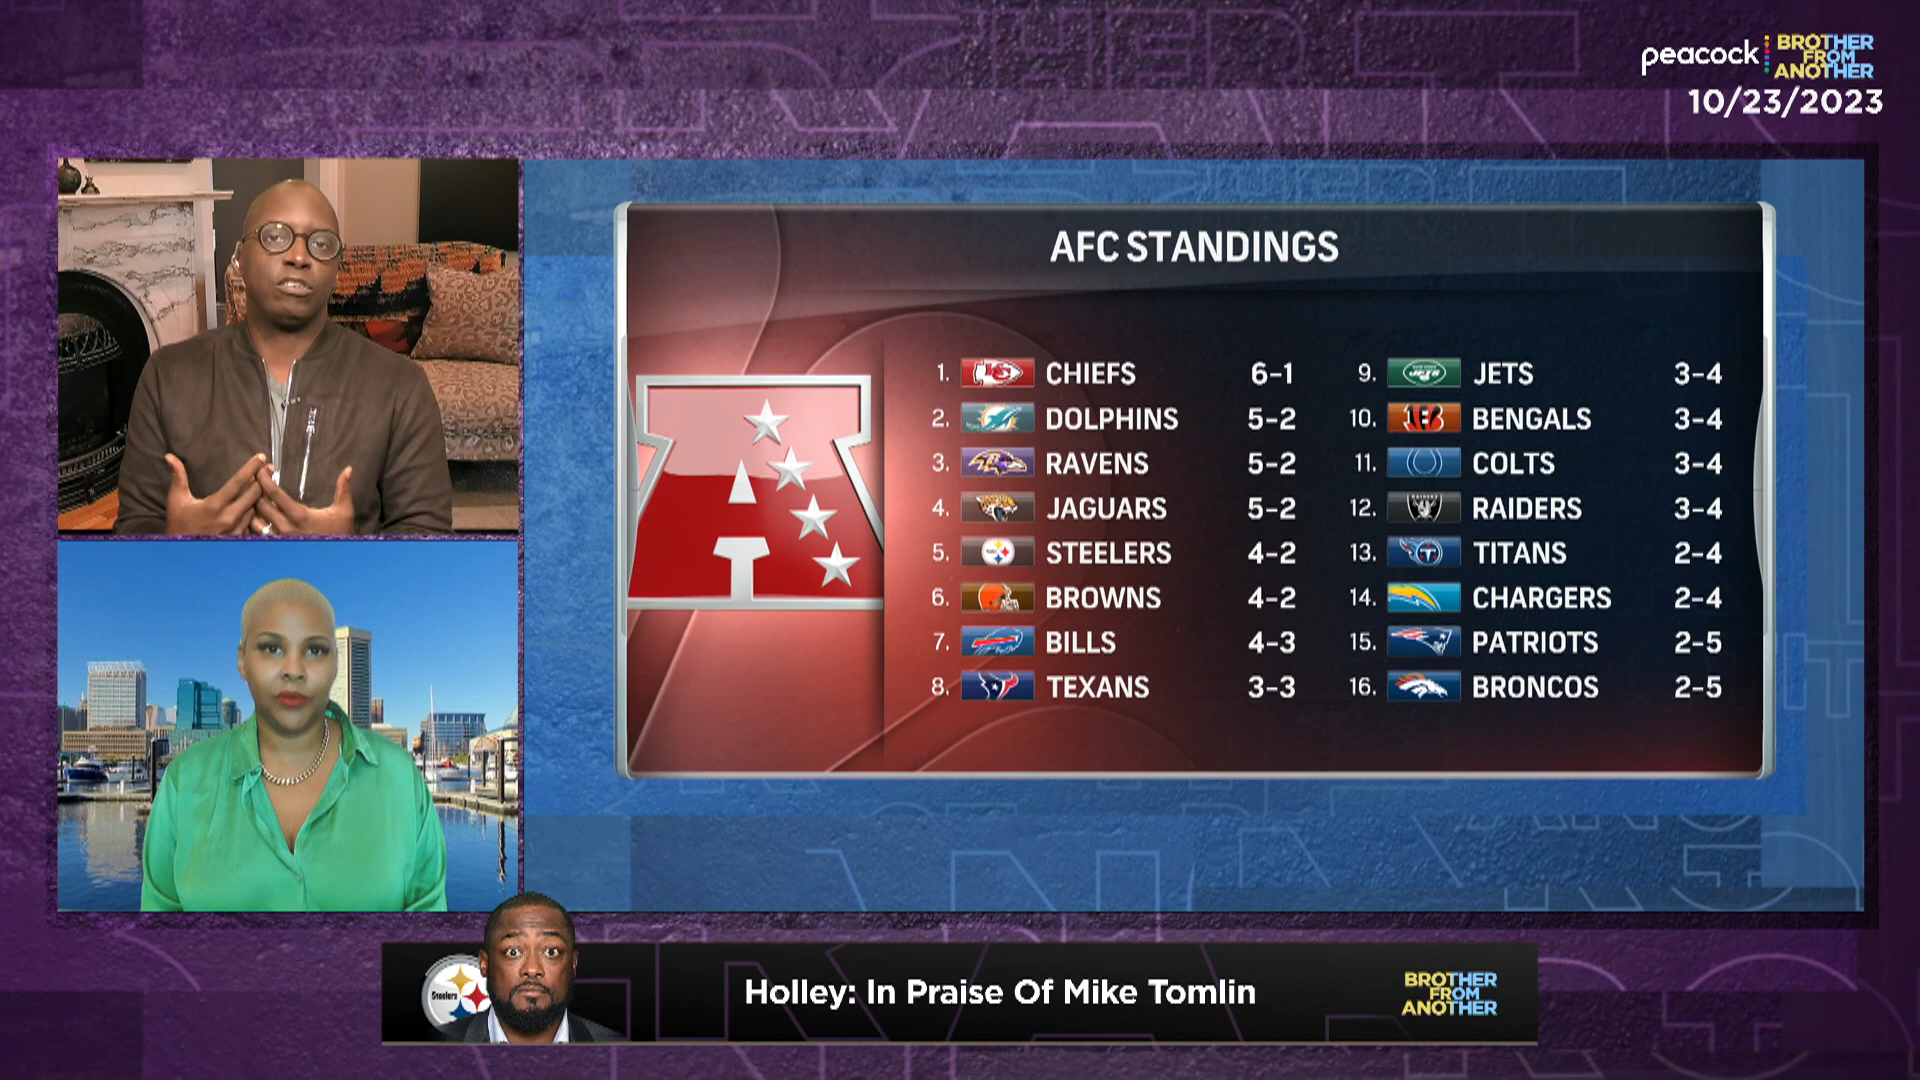 peacock
BROTHER
FROM
ANOTHER
10/23/2023
AFC STANDINGS
1. CHIEFS 6-1
2. DOLPHINS 5-2
3. RAVENS 5-2
4. JAGUARS 5-2
5. STEELERS 4-2
6. BROWNS 4-2
7. BILLS 4-3
8. TEXANS 3-3
9. JETS 3-4
10. BENGALS 3-4
11. COLTS 3-4
12. RAIDERS 3-4
13. TITANS 2-4
14. CHARGERS 2-4
15. PATRIOTS 2-5
16. BRONCOS 2-5
Steelers
Holley: In Praise Of Mike Tomlin
BROTHER
FROM
ANOTHER